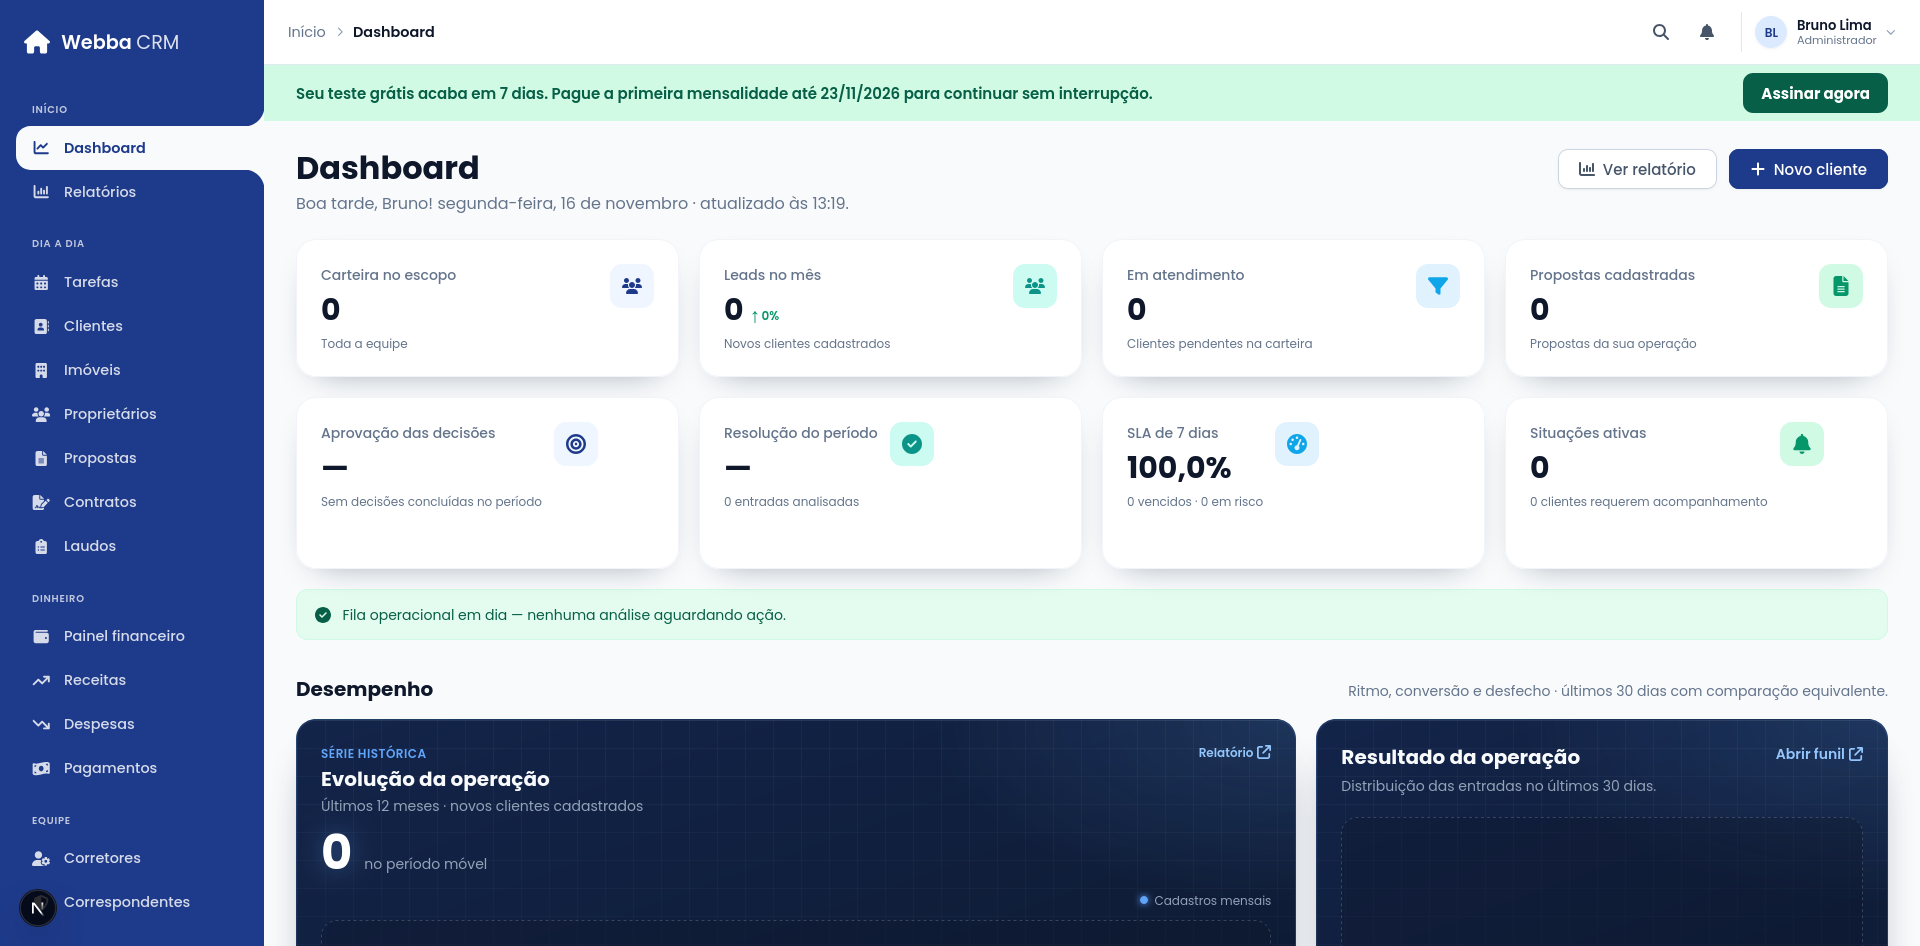 Webba CRM
INÍCIO
Dashboard
Relatórios
DIA A DIA
Tarefas
Clientes
Imóveis
Proprietários
Propostas
Contratos
Laudos
DINHEIRO
Painel financeiro
Receitas
Despesas
Pagamentos
EQUIPE
Corretores
Correspondentes
N
Início
Dashboard
BL
Bruno Lima
Administrador
Seu teste grátis acaba em 7 dias. Pague a primeira mensalidade até 23/11/2026 para continuar sem interrupção.
Assinar agora
Dashboard
Boa tarde, Bruno! segunda-feira, 16 de novembro · atualizado às 13:19.
Ver relatório
Novo cliente
Carteira no escopo
0
Toda a equipe
Leads no mês
0 ↑ 0%
Novos clientes cadastrados
Em atendimento
0
Clientes pendentes na carteira
Propostas cadastradas
0
Propostas da sua operação
Aprovação das decisões
—
Sem decisões concluídas no período
Resolução do período
—
0 entradas analisadas
SLA de 7 dias
100,0%
0 vencidos · 0 em risco
Situações ativas
0
0 clientes requerem acompanhamento
Fila operacional em dia — nenhuma análise aguardando ação.
Desempenho
Ritmo, conversão e desfecho · últimos 30 dias com comparação equivalente.
SÉRIE HISTÓRICA
Relatório
Evolução da operação
Últimos 12 meses · novos clientes cadastrados
0 no período móvel
Cadastros mensais
Resultado da operação
Abrir funil
Distribuição das entradas no últimos 30 dias.